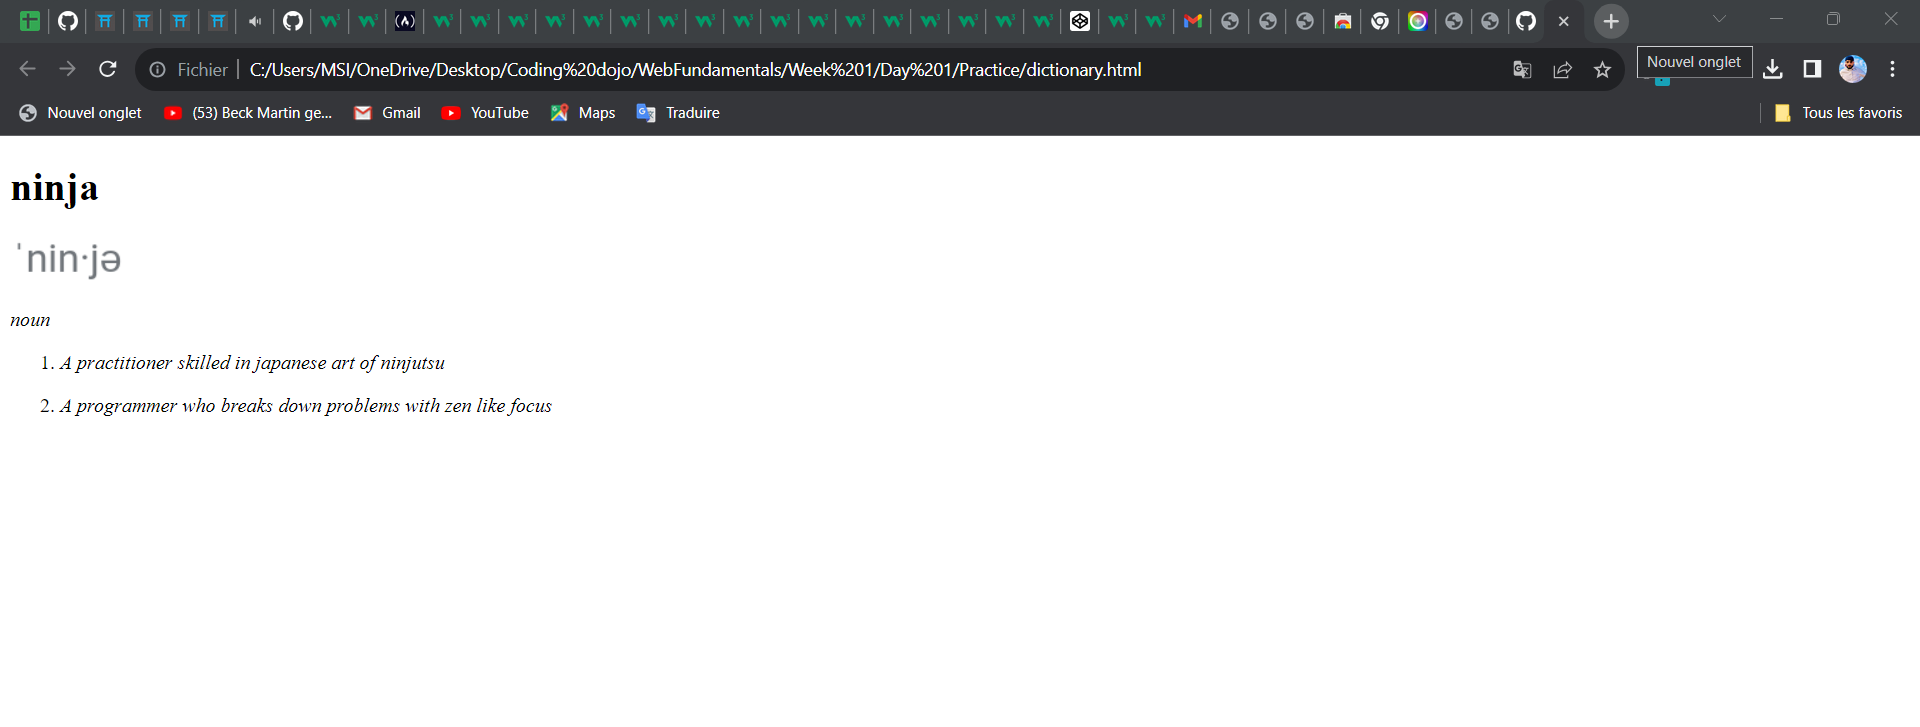 Fichier C:/Users/MSI/OneDrive/Desktop/Coding%20dojo/WebFundamentals/Week%201/Day%201/Practice/dictionary.html
Nouvel onglet
Nouvel onglet (53) Beck Martin ge... Gmail YouTube Maps Traduire Tous les favoris
ninja
ˈnin·jə
noun
1. A practitioner skilled in japanese art of ninjutsu
2. A programmer who breaks down problems with zen like focus